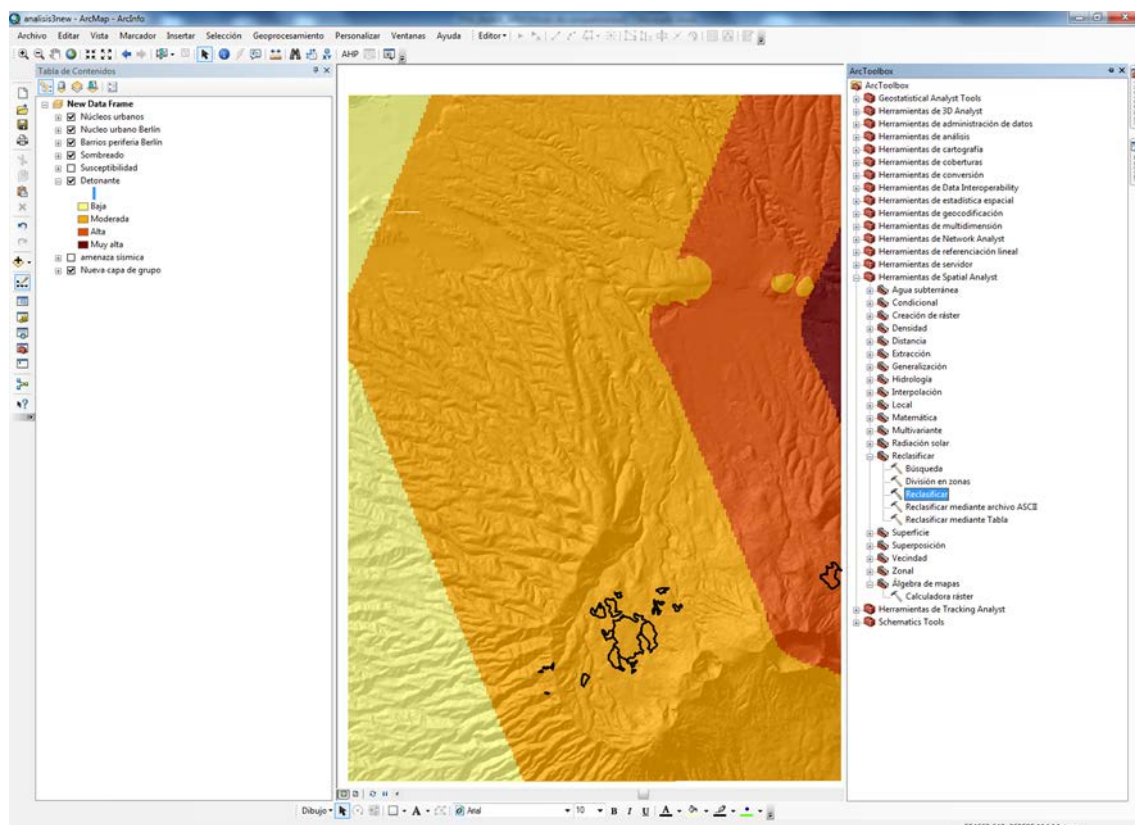 analisis3new - ArcMap - ArcInfo
Archivo Editar Vista Marcador Insertar Selección Geoprocesamiento Personalizar Ventanas Ayuda Editor
AHP
Tabla de Contenidos
New Data Frame
Núcleos urbanos
Nucleo urbano Berlín
Barrios periferia Berlín
Sombreado
Susceptibilidad
Detonante
Baja
Moderada
Alta
Muy alta
amenaza sísmica
Nueva capa de grupo
ArcToolbox
ArcToolbox
Geostatistical Analyst Tools
Herramientas de 3D Analyst
Herramientas de administración de datos
Herramientas de análisis
Herramientas de cartografía
Herramientas de coberturas
Herramientas de conversión
Herramientas de Data Interoperability
Herramientas de estadística espacial
Herramientas de geocodificación
Herramientas de multidimensión
Herramientas de Network Analyst
Herramientas de referenciación lineal
Herramientas de servidor
Herramientas de Spatial Analyst
Agua subterránea
Condicional
Creación de ráster
Densidad
Distancia
Extracción
Generalización
Hidrología
Interpolación
Local
Matemática
Multivariante
Radiación solar
Reclasificar
Búsqueda
División en zonas
Reclasificar
Reclasificar mediante archivo ASCII
Reclasificar mediante Tabla
Superficie
Superposición
Vecindad
Zonal
Álgebra de mapas
Calculadora ráster
Herramientas de Tracking Analyst
Schematics Tools
Dibujo A Arial 10 B I U A